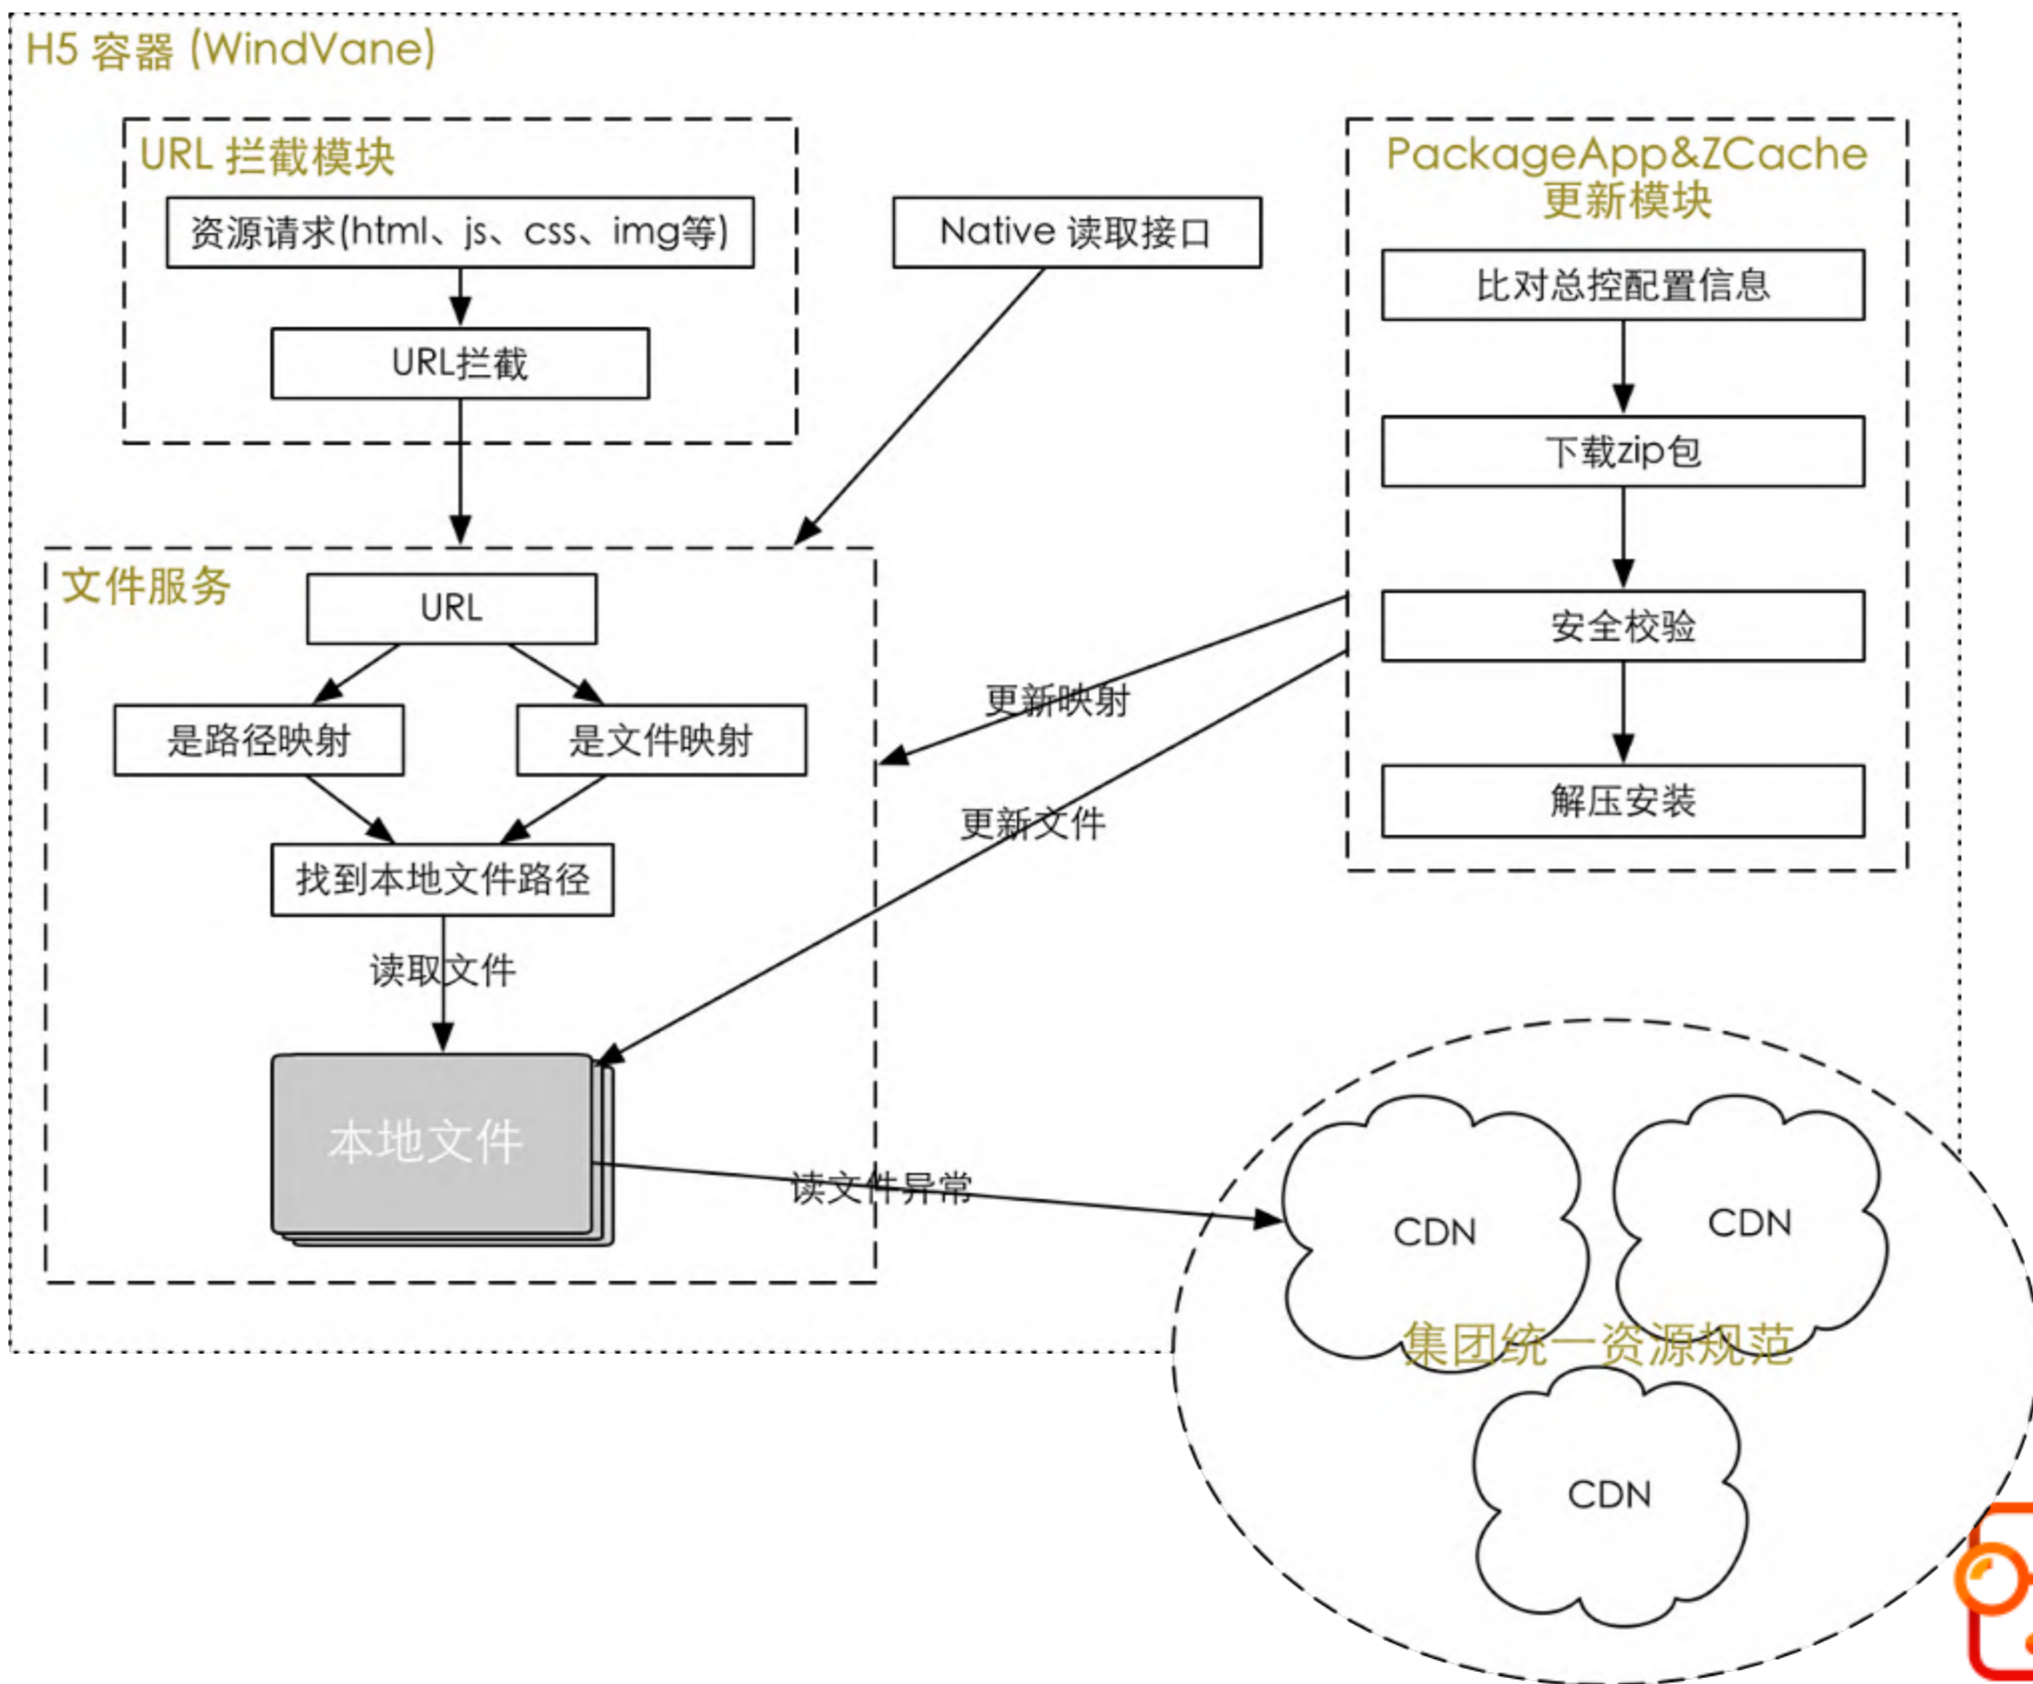 H5 容器 (WindVane)
URL 拦截模块
资源请求(html、js、css、img等)
URL拦截
Native 读取接口
PackageApp&ZCache
更新模块
比对总控配置信息
下载zip包
安全校验
解压安装
文件服务
URL
是路径映射
是文件映射
找到本地文件路径
读取文件
本地文件
更新映射
更新文件
读文件异常
CDN
CDN
集团统一资源规范
CDN